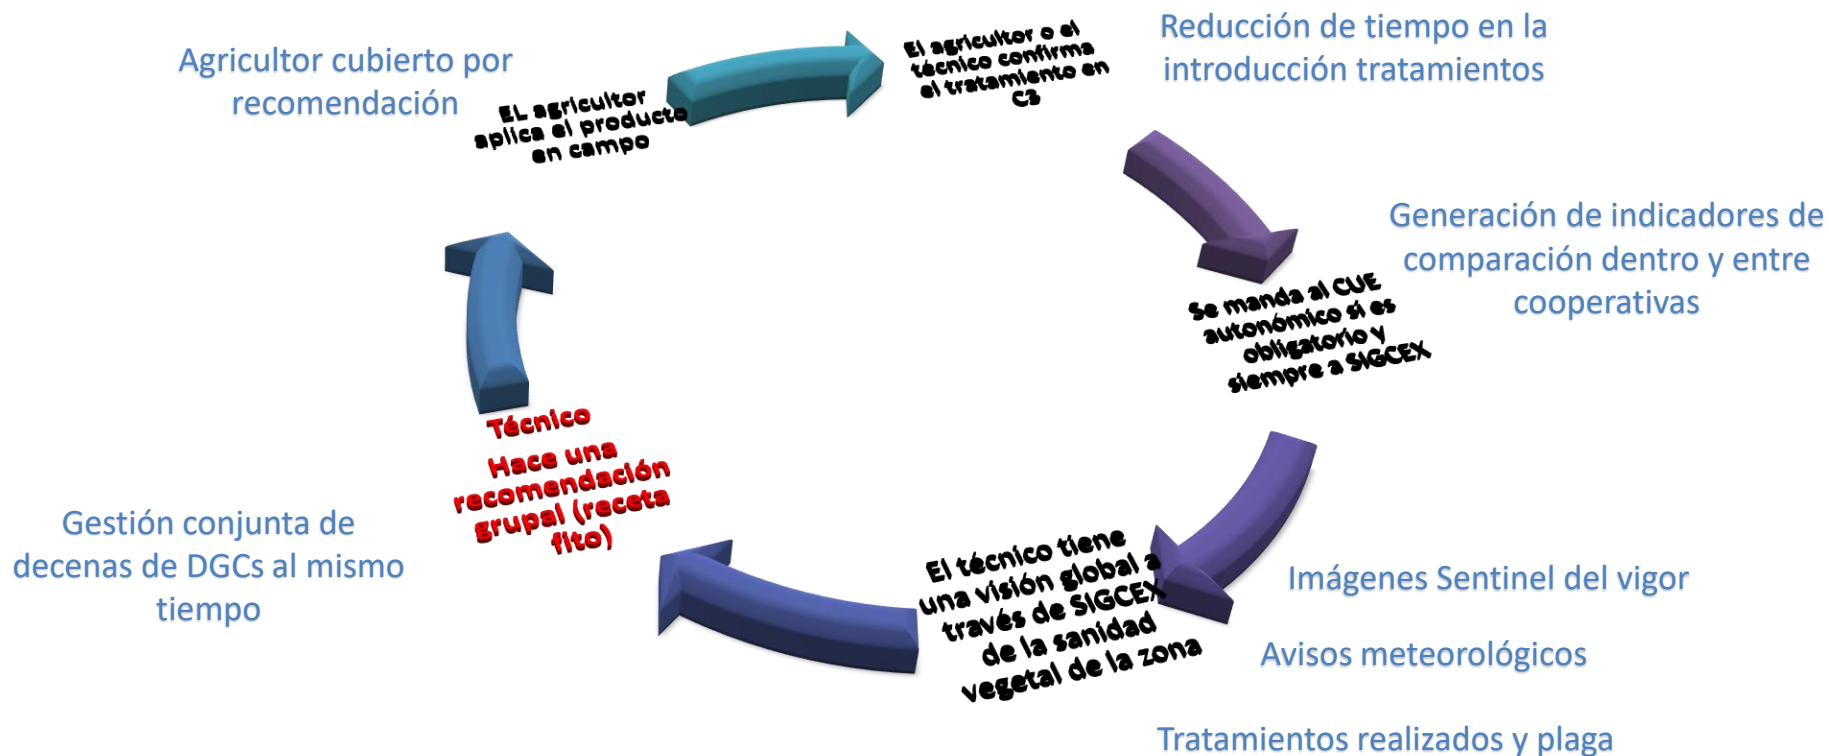 Agricultor cubierto por
recomendación
EL agricultor
aplica el producto
en campo
El agricultor o el
técnico confirma
el tratamiento en
C3
Reducción de tiempo en la
introducción tratamientos
Generación de indicadores de
comparación dentro y entre
cooperativas
Se manda al CUE
autonómico si es
obligatorio y
siempre a SIGCEX
Imágenes Sentinel del vigor
Avisos meteorológicos
Tratamientos realizados y plaga
El técnico tiene
una visión global a
través de SIGCEX
de la sanidad
vegetal de la zona
Técnico
Hace una
recomendación
grupal (receta
fito)
Gestión conjunta de
decenas de DGCs al mismo
tiempo